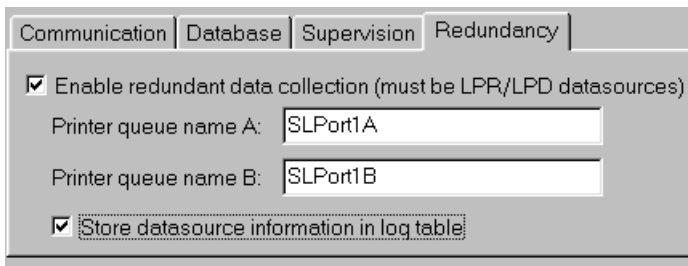 Communication Database Supervision Redundancy
Enable redundant data collection (must be LPR/LPD datasources)
Printer queue name A: SLPort1A
Printer queue name B: SLPort1B
Store datasource information in log table